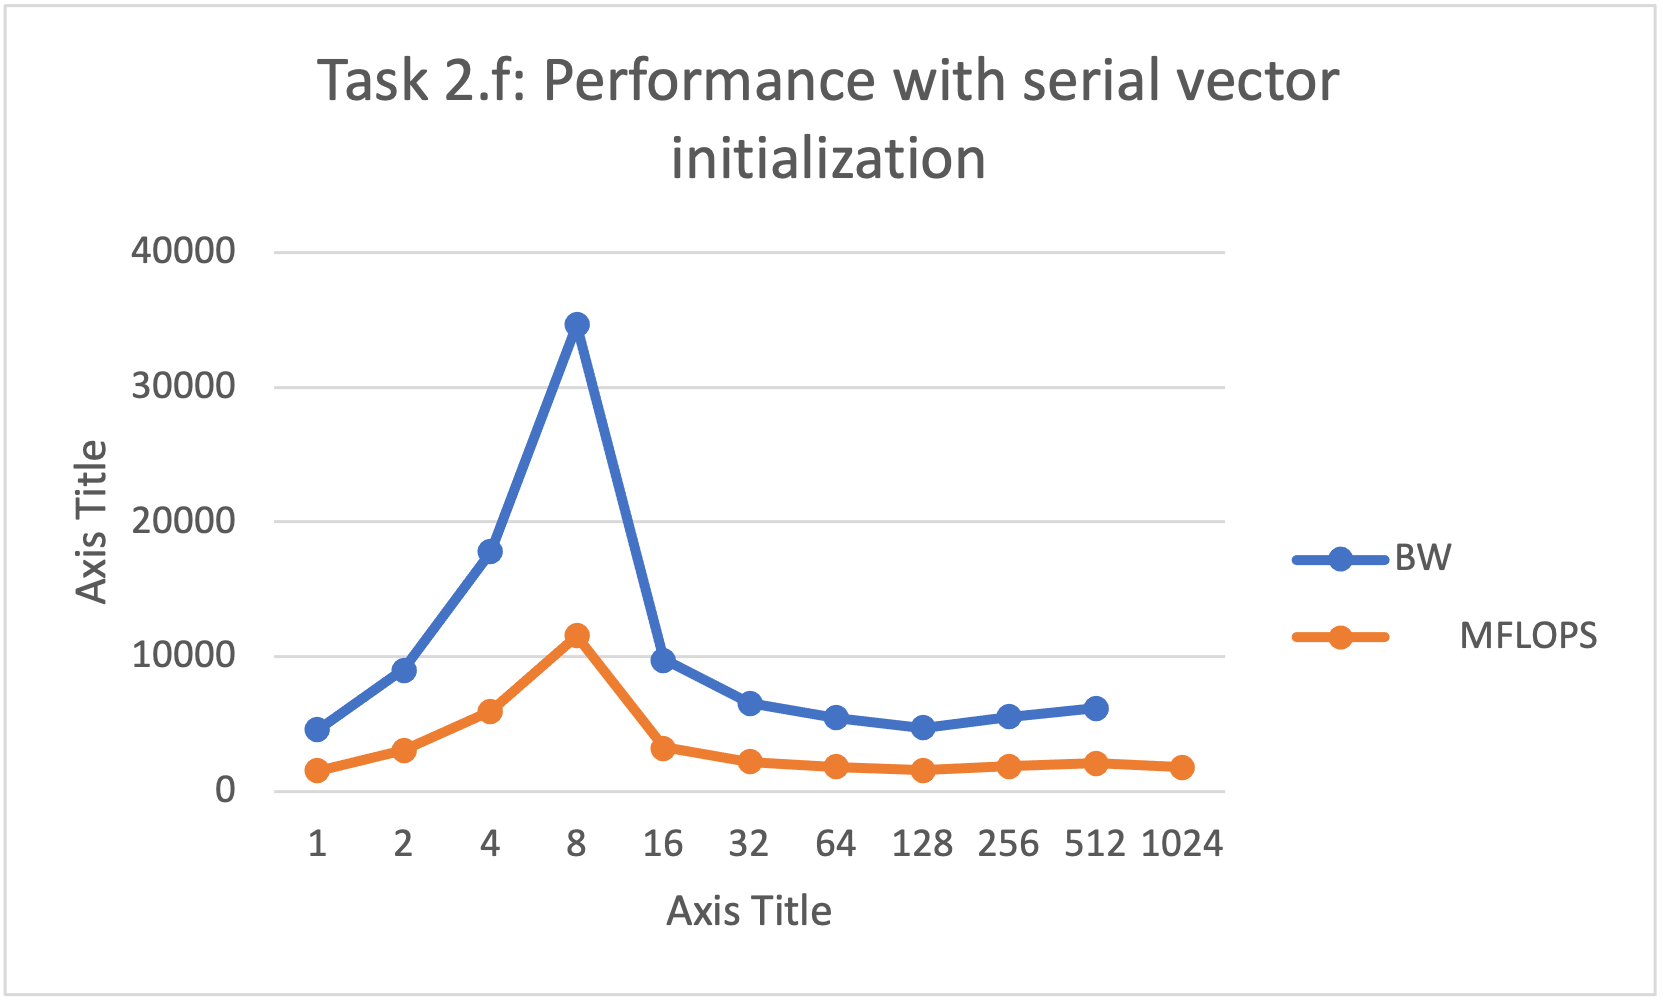 Task 2.f: Performance with serial vector
initialization
40000
30000
20000
10000
0
Axis Title
1 2 4 8 16 32 64 128 256 512 1024
Axis Title
BW
MFLOPS